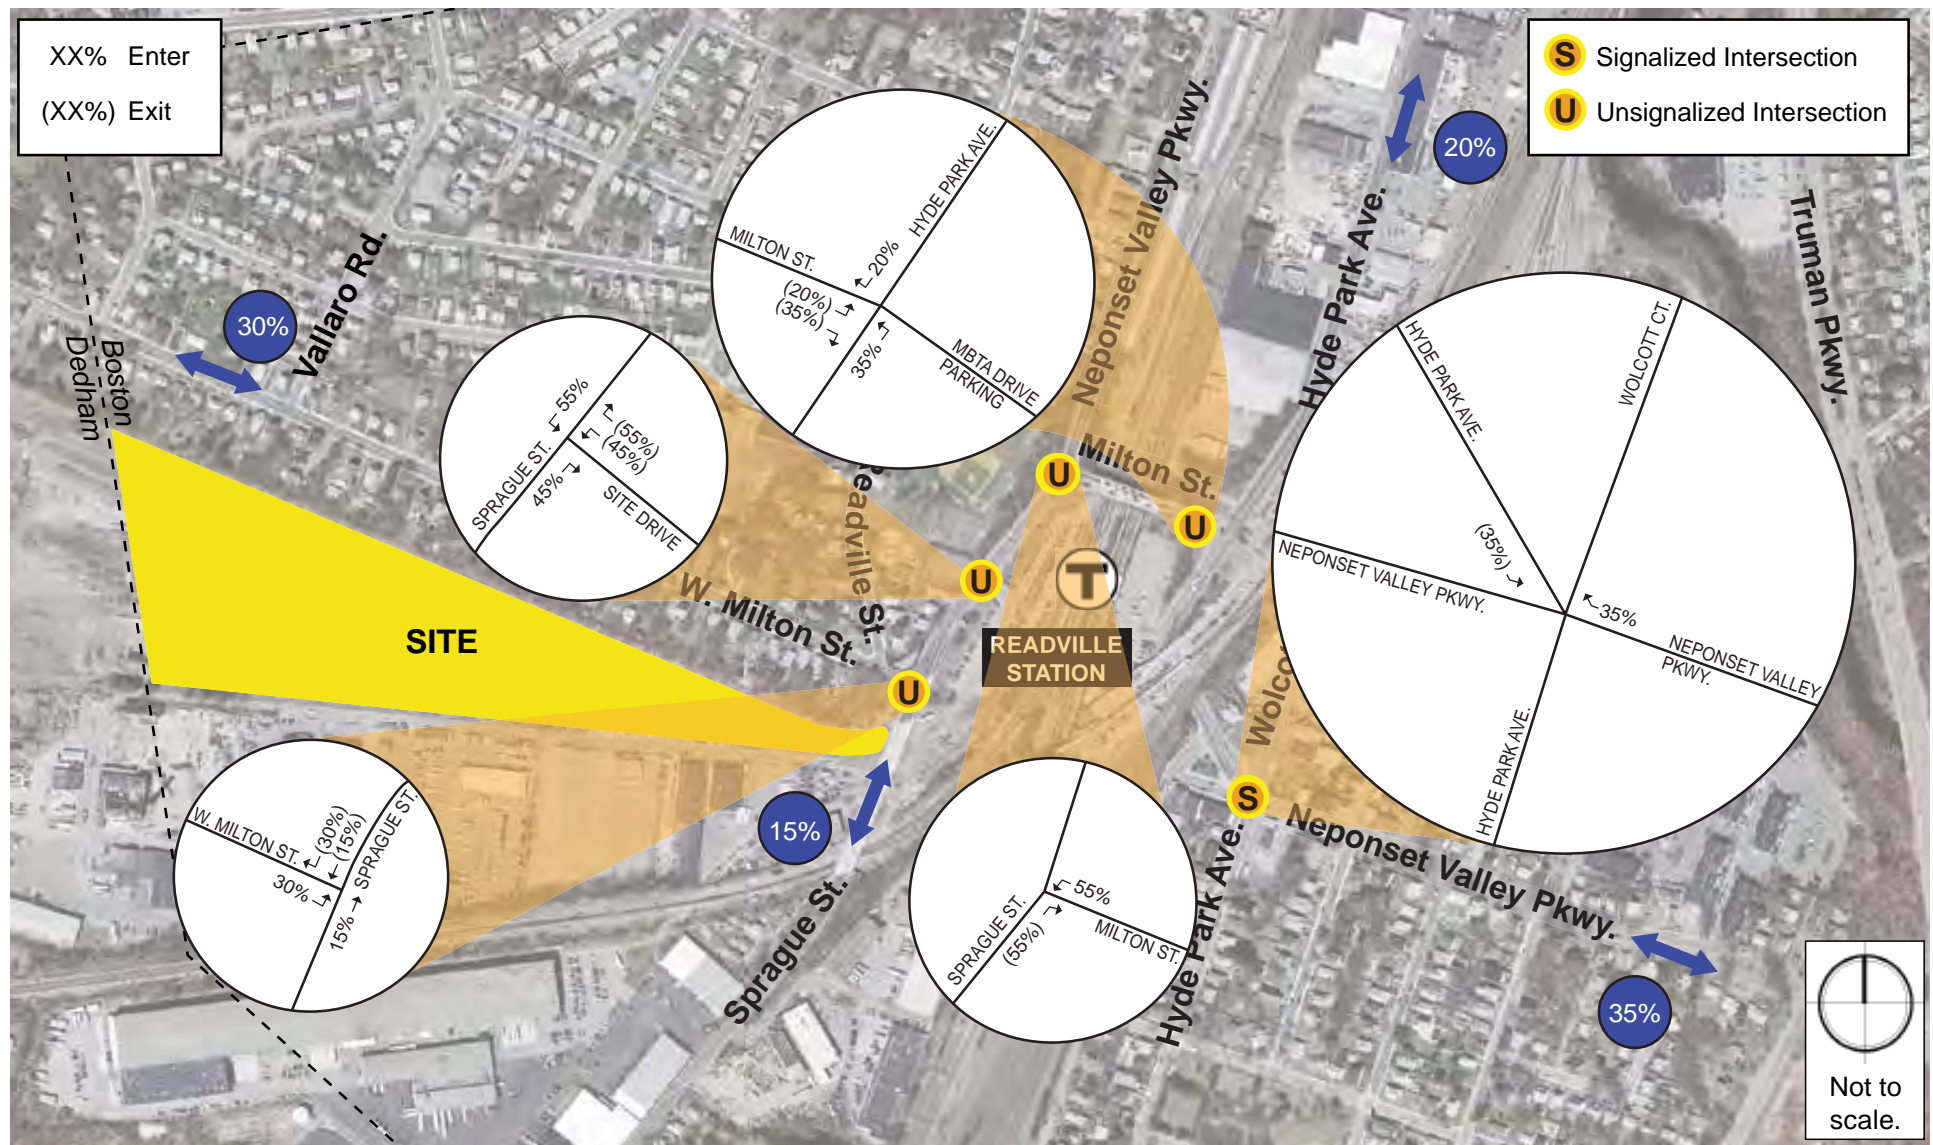 XX% Enter
(XX%) Exit
S Signalized Intersection
U Unsignalized Intersection
20%
Neponset Valley Pkwy.
Hyde Park Ave.
Truman Pkwy.
HYDE PARK AVE.
MILTON ST.
20%
(20%)
(35%)
35%
MBTA DRIVE
PARKING
30%
Vallaro Rd.
Boston
Dedham
55%
(55%)
(45%)
SPRAGUE ST.
45%
SITE DRIVE
HYDE PARK AVE.
WOLCOTT CT.
(35%)
NEPONSET VALLEY PKWY.
35%
NEPONSET VALLEY
PKWY.
HYDE PARK AVE.
Milton St.
U
U
U
T
Readville St.
W. Milton St.
READVILLE
STATION
SITE
U
W. MILTON ST.
(30%)
(15%)
SPRAGUE ST.
30%
15%
15%
Sprague St.
55%
SPRAGUE ST.
(55%)
MILTON ST.
S
Hyde Park Ave.
Neponset Valley Pkwy.
35%
Not to
scale.